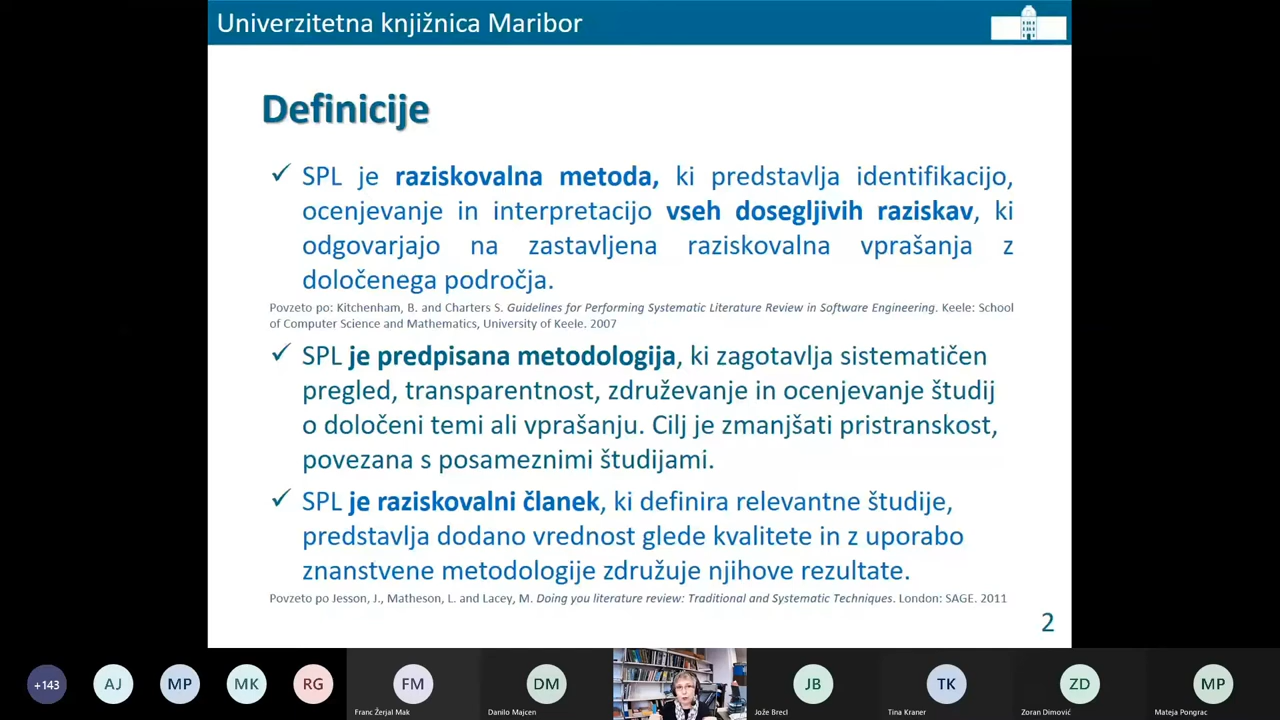 Univerzitetna knjižnica Maribor
Definicije
✓ SPL je raziskovalna metoda, ki predstavlja identifikacijo,
ocenjevanje in interpretacijo vseh dosegljivih raziskav, ki
odgovarjajo na zastavljena raziskovalna vprašanja z
določenega področja.
Povzeto po: Kitchenham, B. and Charters S. Guidelines for Performing Systematic Literature Review in Software Engineering. Keele: School
of Computer Science and Mathematics, University of Keele. 2007
✓ SPL je predpisana metodologija, ki zagotavlja sistematičen
pregled, transparentnost, združevanje in ocenjevanje študij
o določeni temi ali vprašanju. Cilj je zmanjšati pristranskost,
povezana s posameznimi študijami.
✓ SPL je raziskovalni članek, ki definira relevantne študije,
predstavlja dodano vrednost glede kvalitete in z uporabo
znanstvene metodologije združuje njihove rezultate.
Povzeto po Jesson, J., Matheson, L. and Lacey, M. Doing you literature review: Traditional and Systematic Techniques. London: SAGE. 2011
2
+143 AJ MP MK RG FM DM JB TK ZD MP
Franc Žerjal Mak Danilo Majcen Jože Brecl Tina Kraner Zoran Dimović Mateja Pongrac